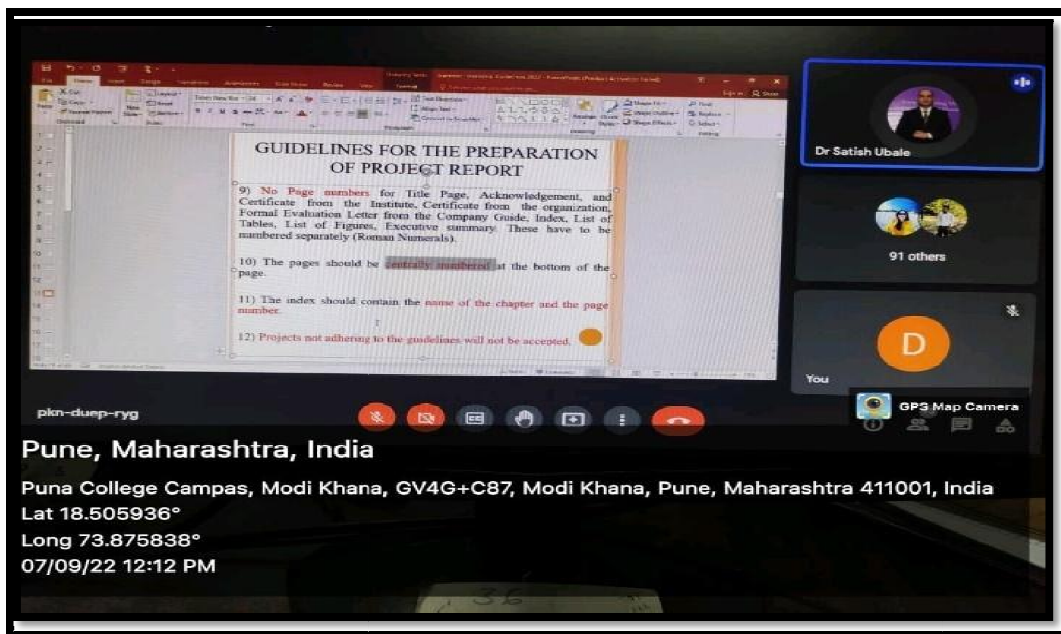 GUIDELINES FOR THE PREPARATION
OF PROJECT REPORT
9) No Page numbers for Title Page, Acknowledgement, and
Certificate from the Institute, Certificate from the organization,
Formal Evaluation Letter from the Company Guide, Index, List of
Tables, List of Figures, Executive summary. These have to be
numbered separately (Roman Numerals).
10) The pages should be centrally numbered at the bottom of the
page.
11) The index should contain the name of the chapter and the page
number.
12) Projects not adhering to the guidelines will not be accepted.
Dr Satish Ubale
91 others
D
You
pkn-duep-ryg
GPS Map Camera
Pune, Maharashtra, India
Puna College Campas, Modi Khana, GV4G+C87, Modi Khana, Pune, Maharashtra 411001, India
Lat 18.505936°
Long 73.875838°
07/09/22 12:12 PM
36